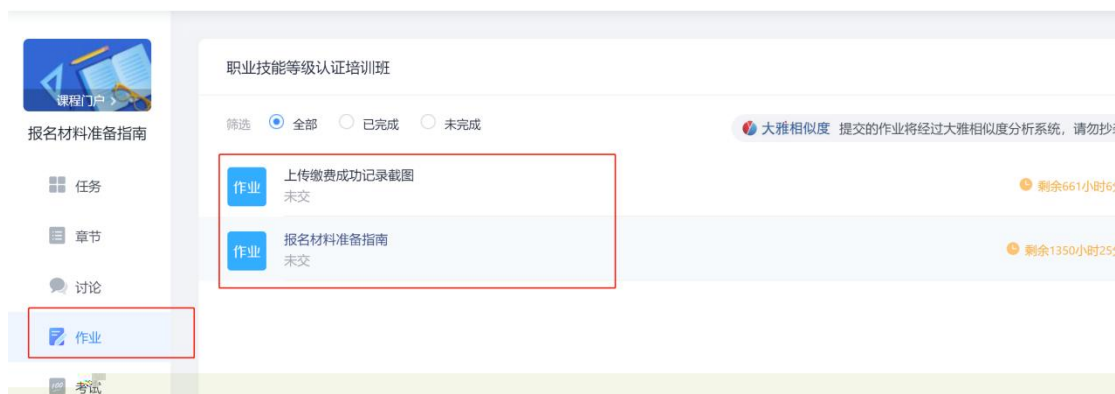 课程门户
报名材料准备指南
任务
章节
讨论
作业
考试
职业技能等级认证培训班
筛选 全部 已完成 未完成
大雅相似度 提交的作业将经过大雅相似度分析系统，请勿抄
作业 上传缴费成功记录截图
未交
剩余661小时6
作业 报名材料准备指南
未交
剩余1350小时25